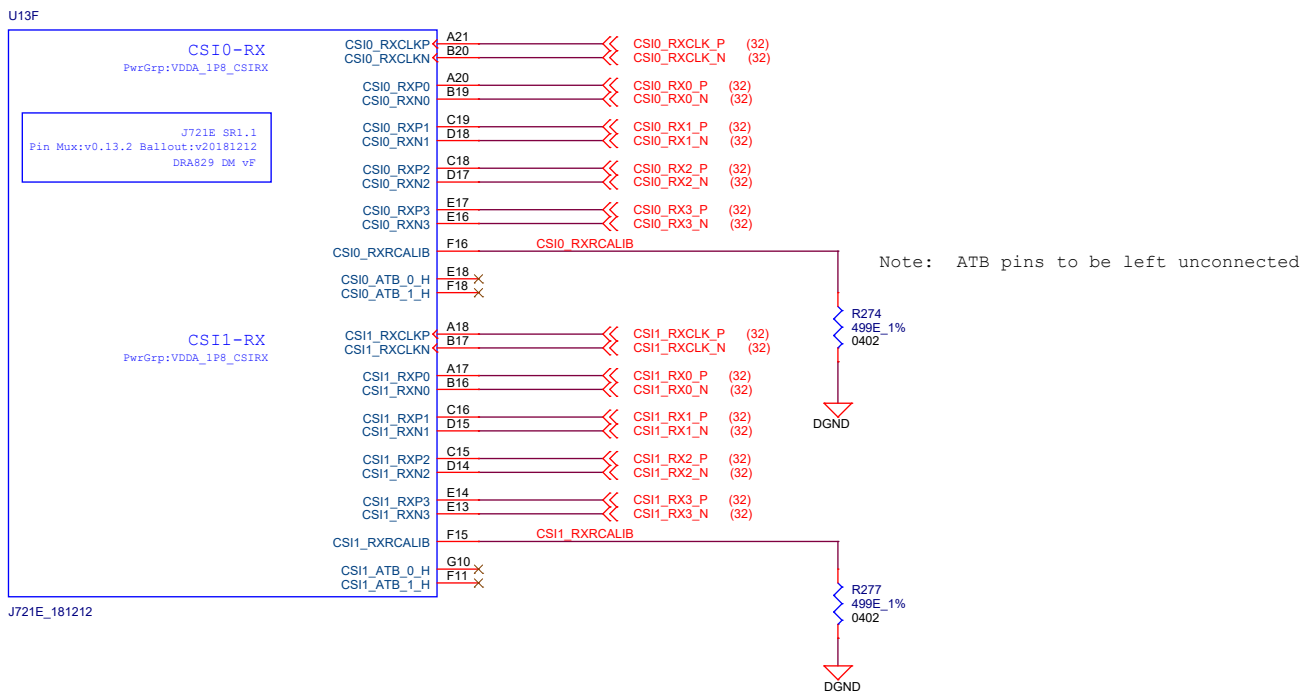 U13F
CSI0-RX
PwrGrp:VDDA_1P8_CSIRX
J721E SR1.1
Pin Mux:v0.13.2 Ballout:v20181212
DRA829 DM vF
CSI0_RXCLKP A21 CSI0_RXCLK_P (32)
CSI0_RXCLKN B20 CSI0_RXCLK_N (32)
CSI0_RXP0 A20 CSI0_RX0_P (32)
CSI0_RXN0 B19 CSI0_RX0_N (32)
CSI0_RXP1 C19 CSI0_RX1_P (32)
CSI0_RXN1 D18 CSI0_RX1_N (32)
CSI0_RXP2 C18 CSI0_RX2_P (32)
CSI0_RXN2 D17 CSI0_RX2_N (32)
CSI0_RXP3 E17 CSI0_RX3_P (32)
CSI0_RXN3 E16 CSI0_RX3_N (32)
CSI0_RXRCALIB F16 CSI0_RXRCALIB
CSI0_ATB_0_H E18
CSI0_ATB_1_H F18
Note: ATB pins to be left unconnected
R274
499E_1%
0402
DGND
CSI1-RX
PwrGrp:VDDA_1P8_CSIRX
CSI1_RXCLKP A18 CSI1_RXCLK_P (32)
CSI1_RXCLKN B17 CSI1_RXCLK_N (32)
CSI1_RXP0 A17 CSI1_RX0_P (32)
CSI1_RXN0 B16 CSI1_RX0_N (32)
CSI1_RXP1 C16 CSI1_RX1_P (32)
CSI1_RXN1 D15 CSI1_RX1_N (32)
CSI1_RXP2 C15 CSI1_RX2_P (32)
CSI1_RXN2 D14 CSI1_RX2_N (32)
CSI1_RXP3 E14 CSI1_RX3_P (32)
CSI1_RXN3 E13 CSI1_RX3_N (32)
CSI1_RXRCALIB F15 CSI1_RXRCALIB
CSI1_ATB_0_H G10
CSI1_ATB_1_H F11
R277
499E_1%
0402
DGND
J721E_181212